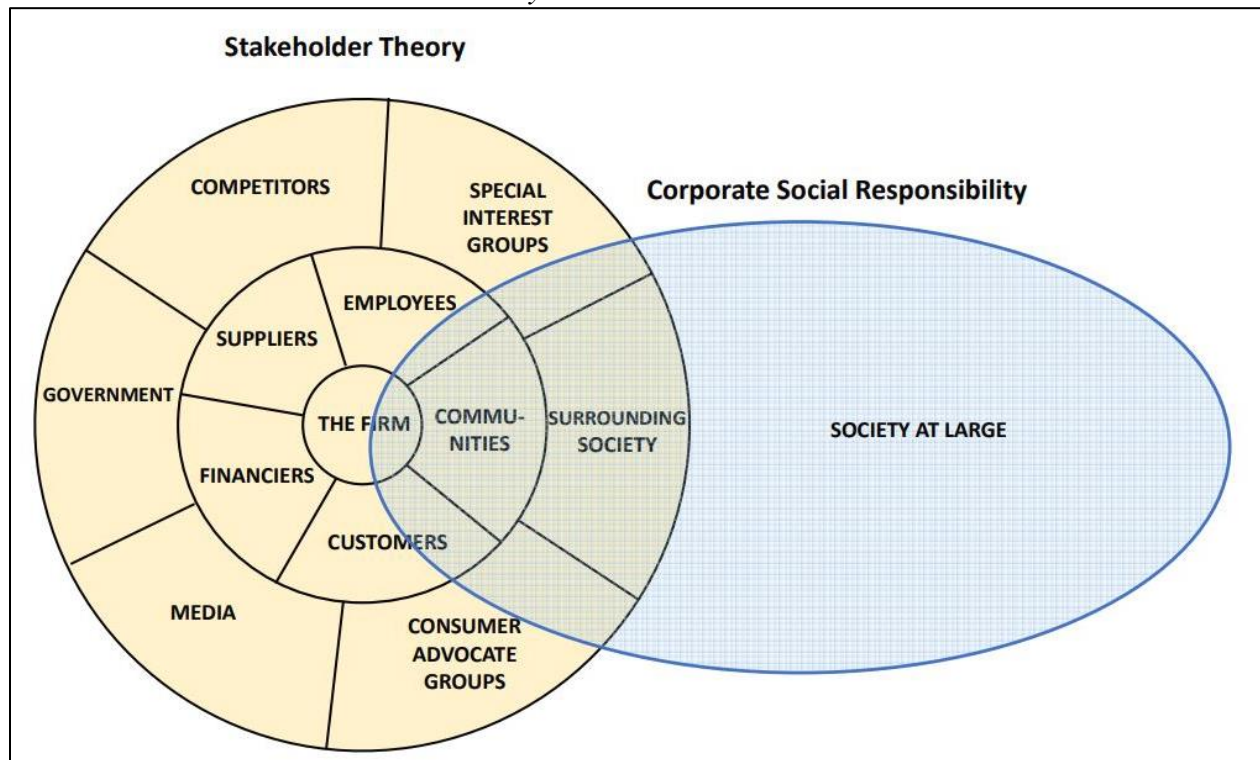 y
Stakeholder Theory
Corporate Social Responsibility
COMPETITORS
SPECIAL
INTEREST
GROUPS
EMPLOYEES
SUPPLIERS
GOVERNMENT
THE FIRM
COMMU-
NITIES
SURROUNDING
SOCIETY
SOCIETY AT LARGE
FINANCIERS
CUSTOMERS
MEDIA
CONSUMER
ADVOCATE
GROUPS